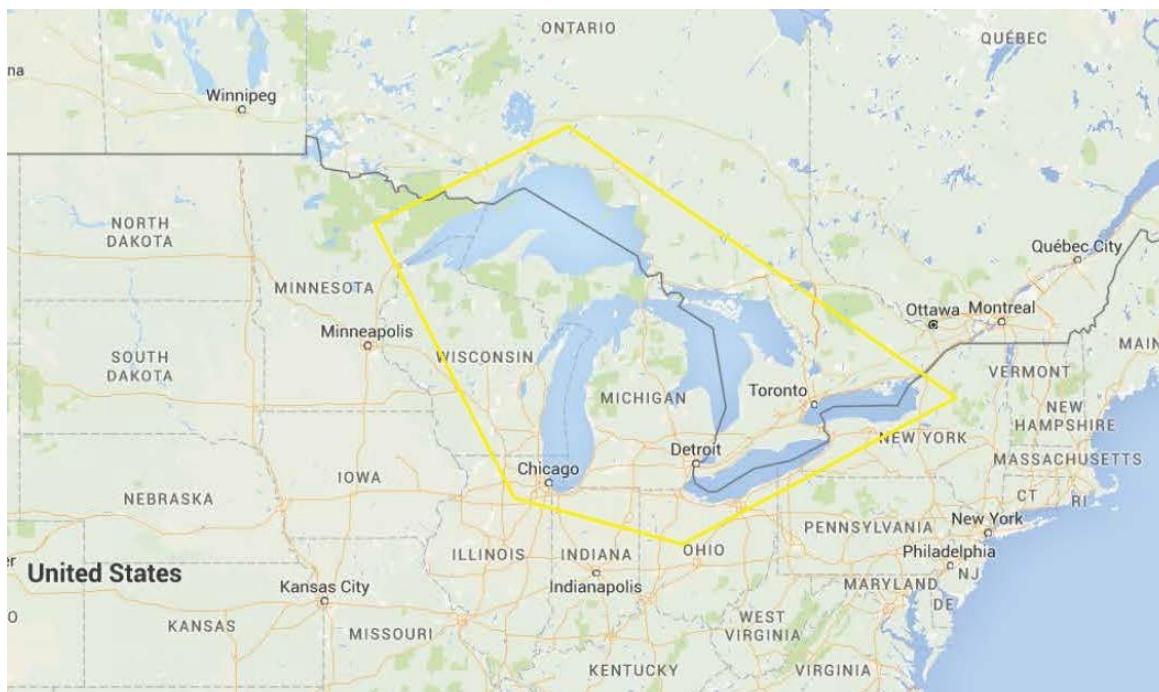 ONTARIO
QUÉBEC
na
Winnipeg
NORTH
DAKOTA
Québec City
MINNESOTA
Ottawa
Montreal
Minneapolis
WISCONSIN
SOUTH
DAKOTA
MAIN
VERMONT
MICHIGAN
Toronto
NEW
HAMPSHIRE
NEW YORK
Detroit
MASSACHUSETTS
Chicago
IOWA
NEBRASKA
CT
RI
PENNSYLVANIA
New York
ILLINOIS
INDIANA
OHIO
Philadelphia
er
United States
Indianapolis
NJ
Kansas City
MARYLAND
DE
O
KANSAS
MISSOURI
WEST
VIRGINIA
KENTUCKY
VIRGINIA